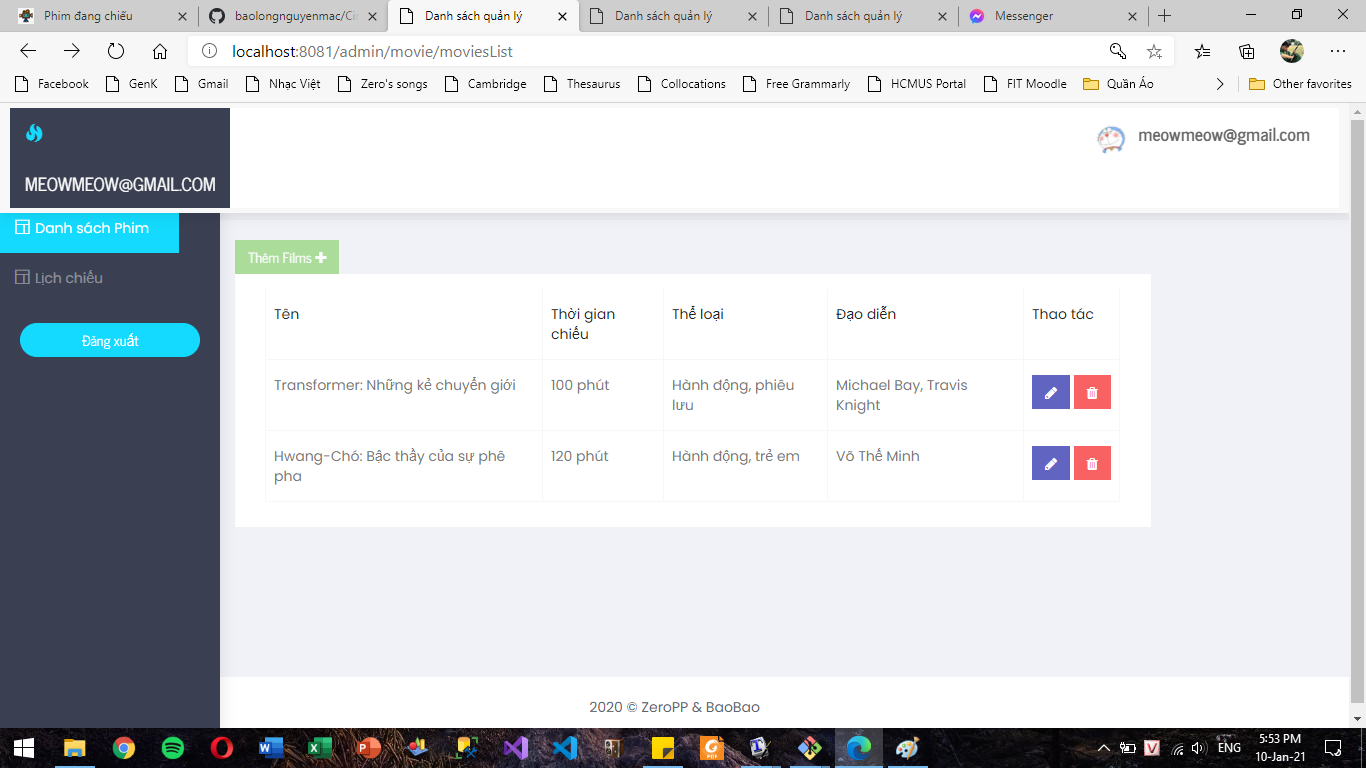 Phim đang chiếu
baolongnguyenmac/Ci
Danh sách quản lý
Danh sách quản lý
Danh sách quản lý
Messenger
localhost:8081/admin/movie/moviesList
Facebook
GenK
Gmail
Nhạc Việt
Zero's songs
Cambridge
Thesaurus
Collocations
Free Grammarly
HCMUS Portal
FIT Moodle
Quần Áo
Other favorites
MEOWMEOW@GMAIL.COM
meowmeow@gmail.com
Danh sách Phim
Lịch chiếu
Đăng xuất
Thêm Films
Tên
Thời gian
chiếu
Thể loại
Đạo diễn
Thao tác
Transformer: Những kẻ chuyển giới
100 phút
Hành động, phiêu
lưu
Michael Bay, Travis
Knight
Hwang-Chó: Bậc thầy của sự phê
pha
120 phút
Hành động, trẻ em
Võ Thế Minh
2020 © ZeroPP & BaoBao
ENG
5:53 PM
10-Jan-21